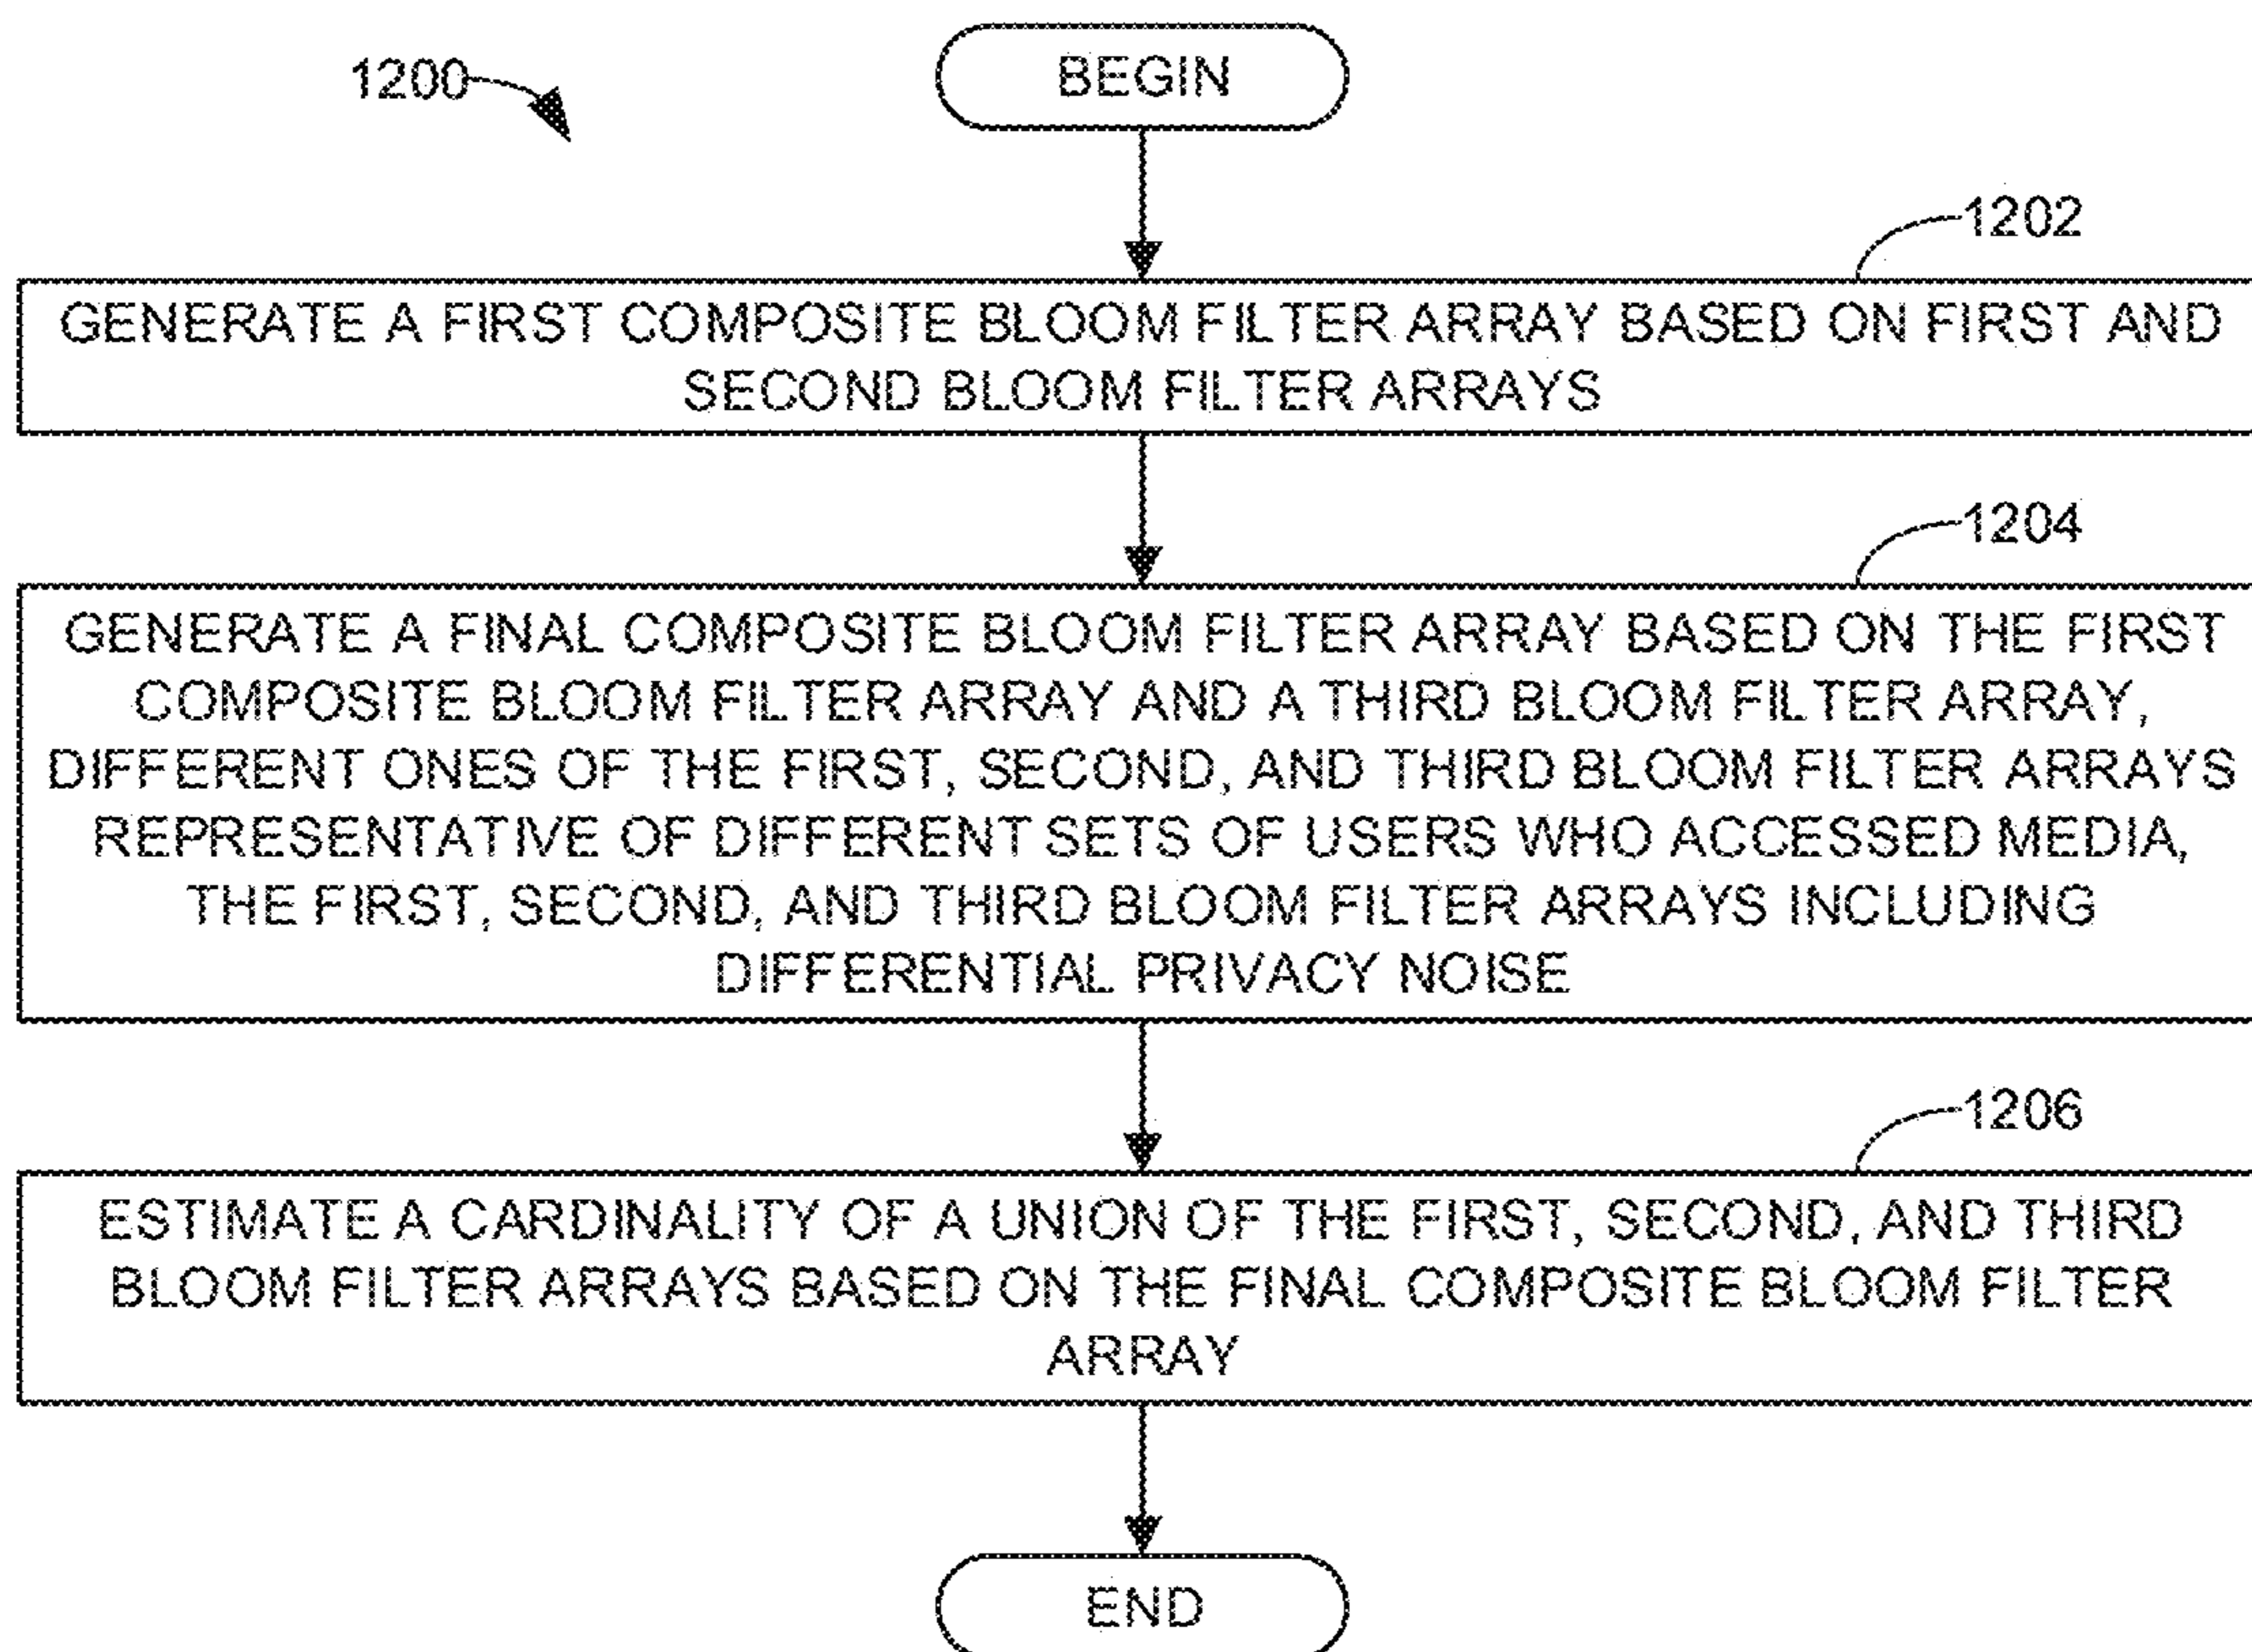 1200
BEGIN
1202
GENERATE A FIRST COMPOSITE BLOOM FILTER ARRAY BASED ON FIRST AND
SECOND BLOOM FILTER ARRAYS
1204
GENERATE A FINAL COMPOSITE BLOOM FILTER ARRAY BASED ON THE FIRST
COMPOSITE BLOOM FILTER ARRAY AND A THIRD BLOOM FILTER ARRAY,
DIFFERENT ONES OF THE FIRST, SECOND, AND THIRD BLOOM FILTER ARRAYS
REPRESENTATIVE OF DIFFERENT SETS OF USERS WHO ACCESSED MEDIA,
THE FIRST, SECOND, AND THIRD BLOOM FILTER ARRAYS INCLUDING
DIFFERENTIAL PRIVACY NOISE
1206
ESTIMATE A CARDINALITY OF A UNION OF THE FIRST, SECOND, AND THIRD
BLOOM FILTER ARRAYS BASED ON THE FINAL COMPOSITE BLOOM FILTER
ARRAY
END